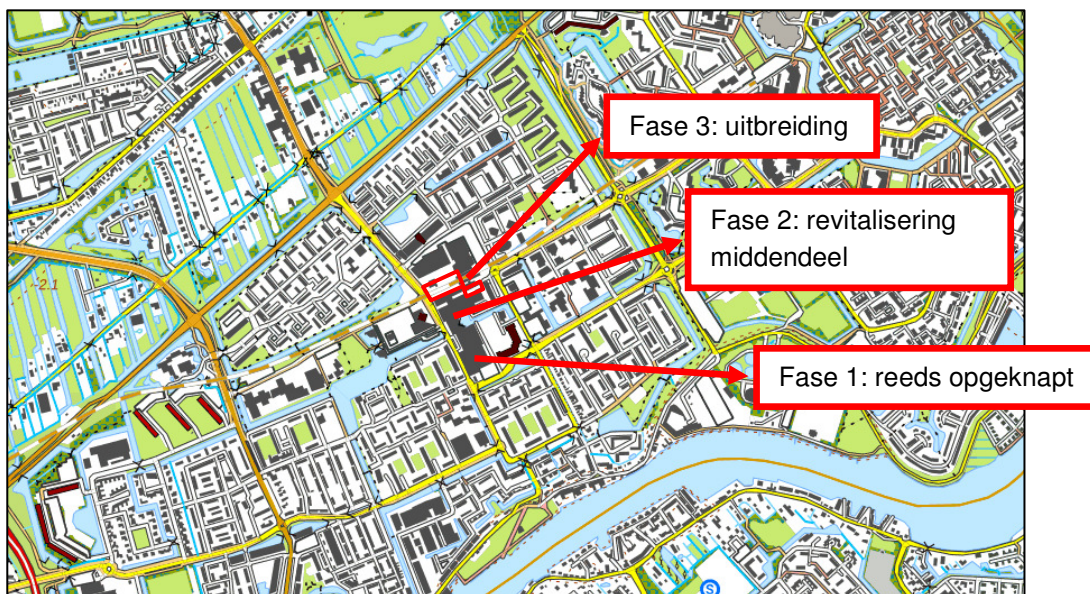 Fase 3: uitbreiding
Fase 2: revitalisering
middendeel
-2.1
Fase 1: reeds opgeknapt
S